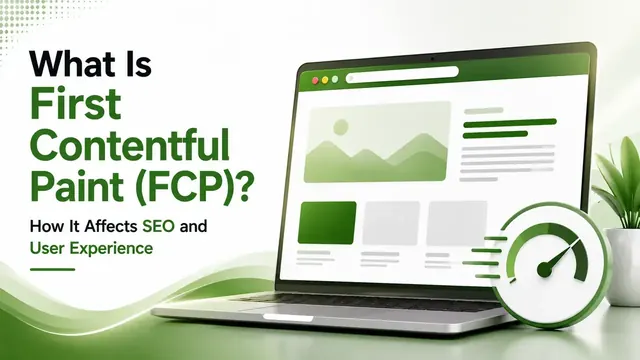 What Is
First
Contentful
Paint (FCP)?
How It Affects SEO and
User Experience